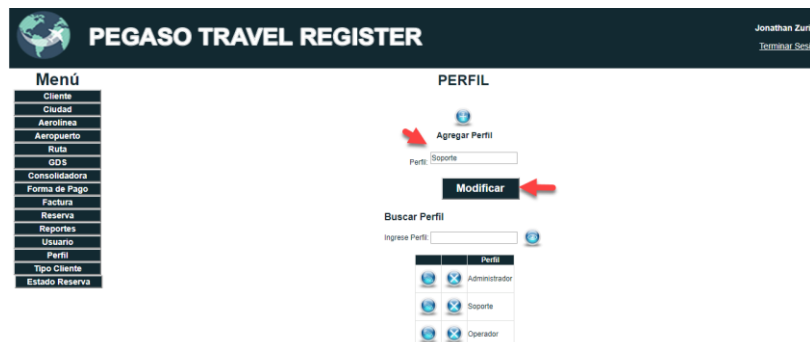 PEGASO TRAVEL REGISTER
Jonathan
Terminar
Menú
Cliente
Ciudad
Aerolinea
Aeropuerto
Ruta
GDS
Consolidadora
Forma de Pago
Factura
Reserva
Reportes
Usuario
Perfil
Tipo Cliente
Estado Reserva
PERFIL
Agregar Perfil
Perfil: Soporte
Modificar
Buscar Perfil
Ingrese Perfil:
Perfil
Administrador
Soporte
Operador